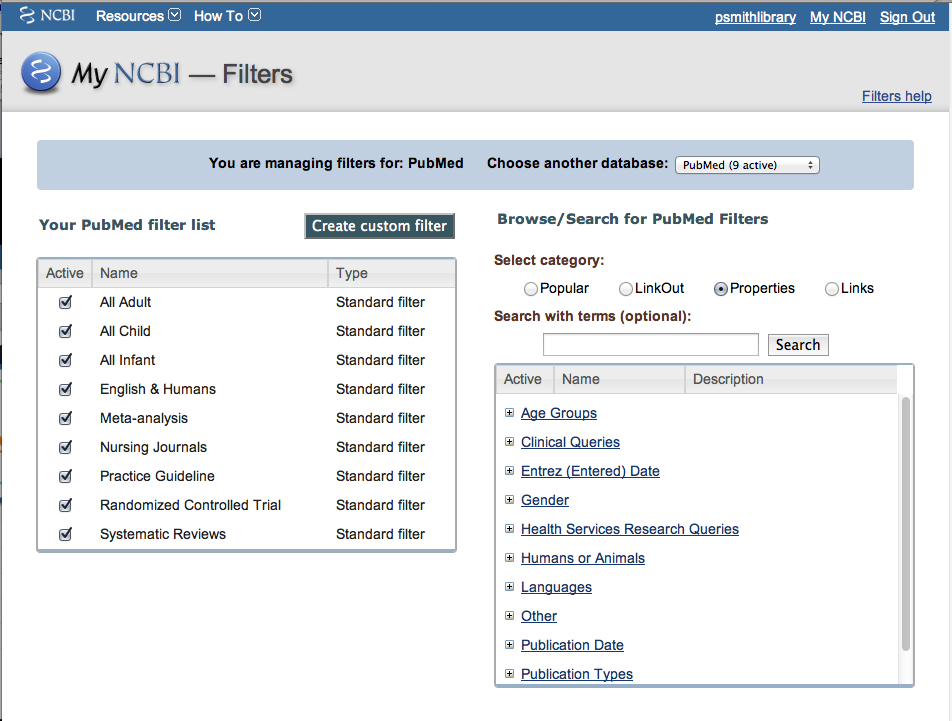 NCBI Resources How To psmithlibrary My NCBI Sign Out
My NCBI — Filters
Filters help
You are managing filters for: PubMed Choose another database: PubMed (9 active)
Your PubMed filter list Create custom filter
Active Name Type
All Adult Standard filter
All Child Standard filter
All Infant Standard filter
English & Humans Standard filter
Meta-analysis Standard filter
Nursing Journals Standard filter
Practice Guideline Standard filter
Randomized Controlled Trial Standard filter
Systematic Reviews Standard filter
Browse/Search for PubMed Filters
Select category:
Popular LinkOut Properties Links
Search with terms (optional):
Search
Active Name Description
Age Groups
Clinical Queries
Entrez (Entered) Date
Gender
Health Services Research Queries
Humans or Animals
Languages
Other
Publication Date
Publication Types